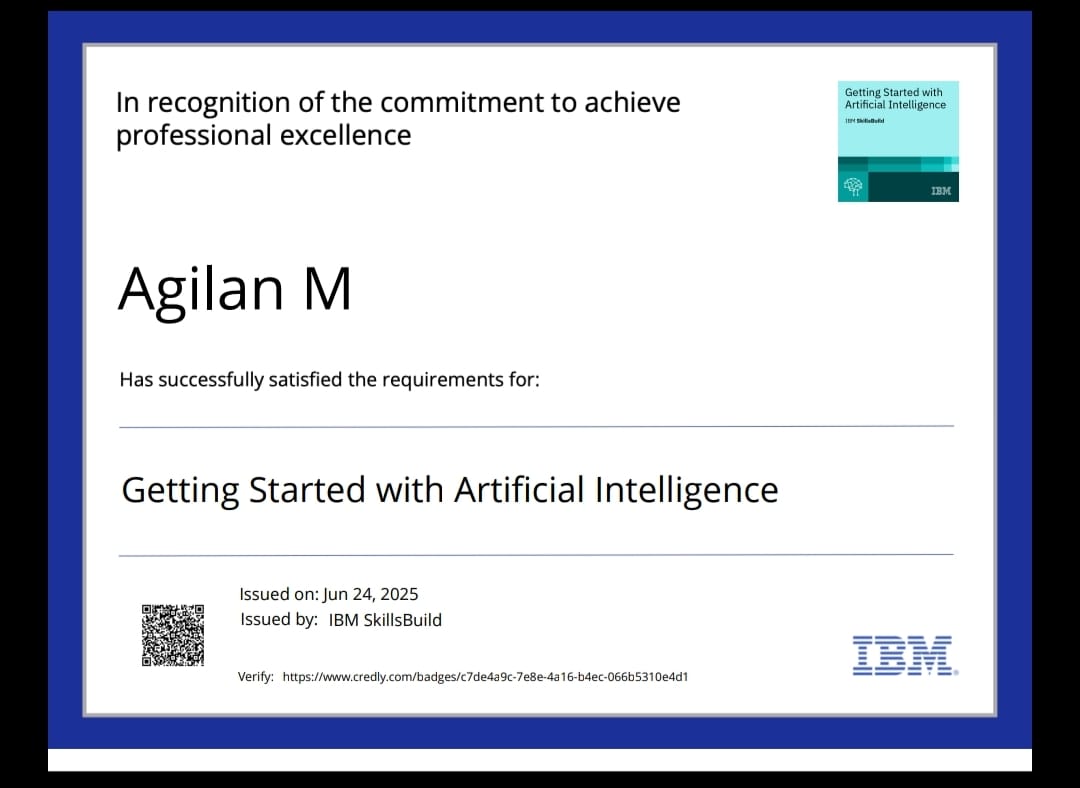 In recognition of the commitment to achieve
professional excellence
Getting Started with
Artificial Intelligence
IBM SkillsBuild
IBM
Agilan M
Has successfully satisfied the requirements for:
Getting Started with Artificial Intelligence
Issued on: Jun 24, 2025
Issued by: IBM SkillsBuild
Verify: https://www.credly.com/badges/c7de4a9c-7e8e-4a16-b4ec-066b5310e4d1
IBM®